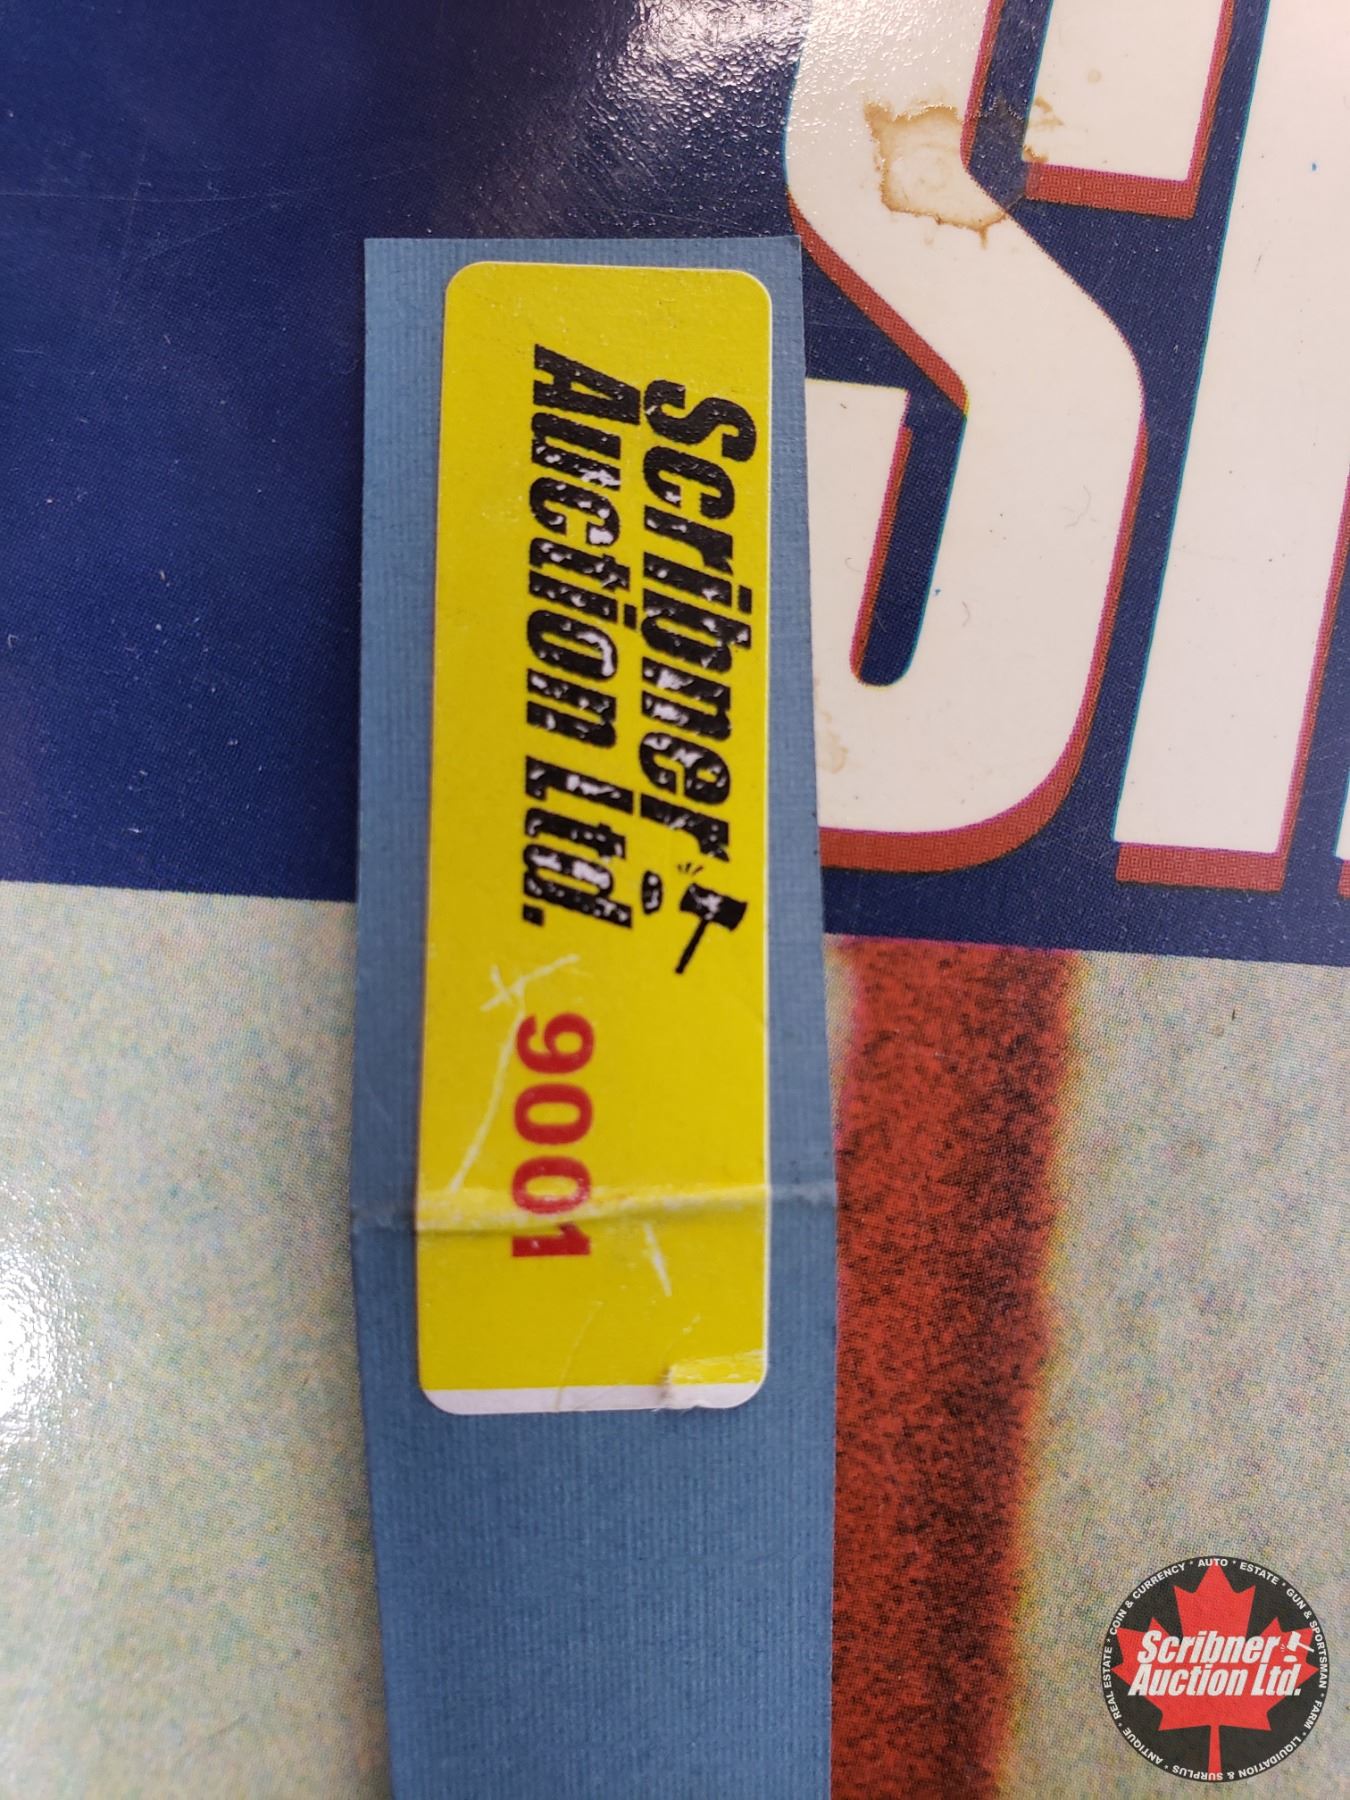 Scribner
Auction Ltd.
9001
COIN & CURRENCY • AUTO • ESTATE • GUN & SPORTSMAN • FARM • LIQUIDATION & SURPLUS • ANTIQUE • REAL ESTATE •
Scribner
Auction Ltd.